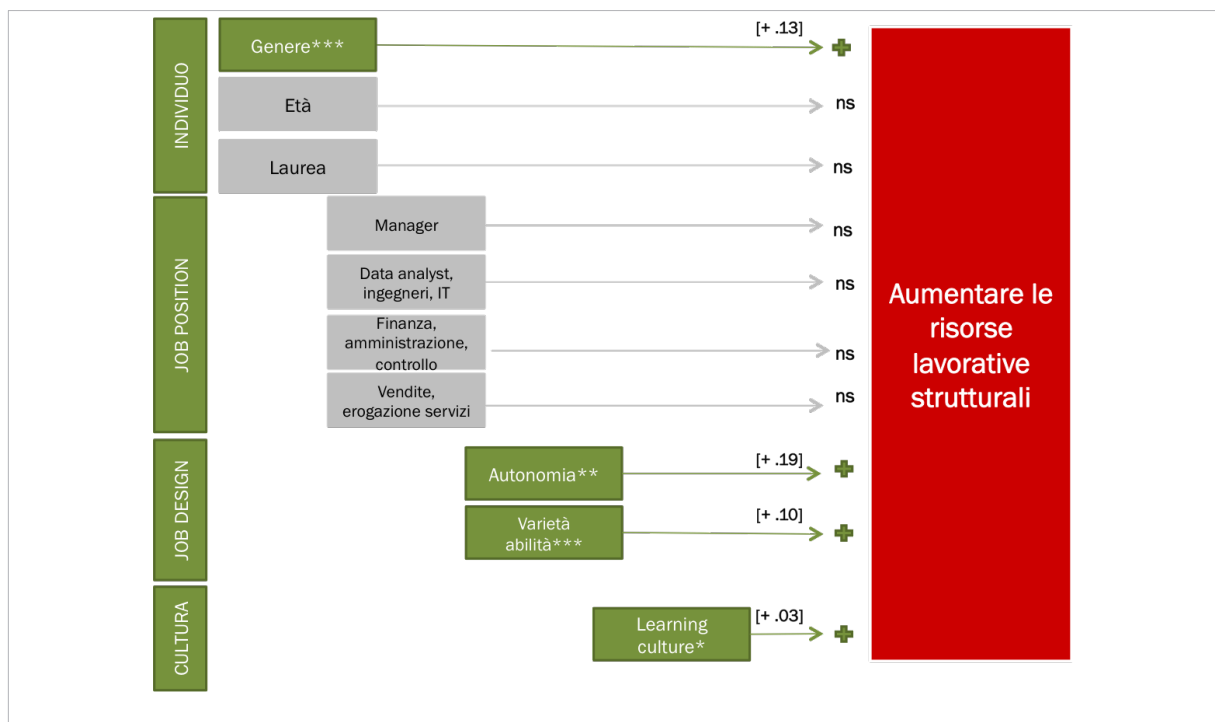 INDIVIDUO
Genere***
[+ .13]
Età
ns
Laurea
ns
JOB POSITION
Manager
ns
Data analyst,
ingegneri, IT
ns
Finanza,
amministrazione,
controllo
ns
Vendite,
erogazione servizi
ns
JOB DESIGN
Autonomia**
[+ .19]
Varietà
abilità***
[+ .10]
CULTURA
Learning
culture*
[+ .03]
Aumentare le
risorse
lavorative
strutturali